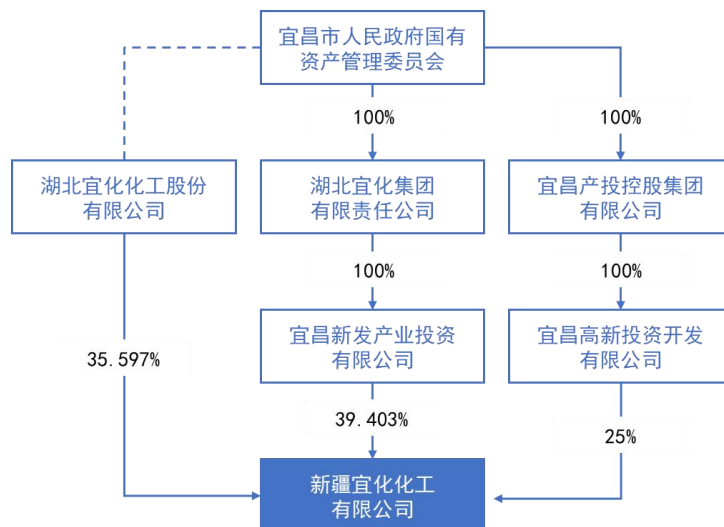 宜昌市人民政府国有
资产管理委员会
100%
100%
湖北宜化化工股份
有限公司
湖北宜化集团
有限责任公司
宜昌产投控股集团
有限公司
100%
100%
宜昌新发产业投资
有限公司
宜昌高新投资开发
有限公司
35.597%
39.403%
25%
新疆宜化化工
有限公司